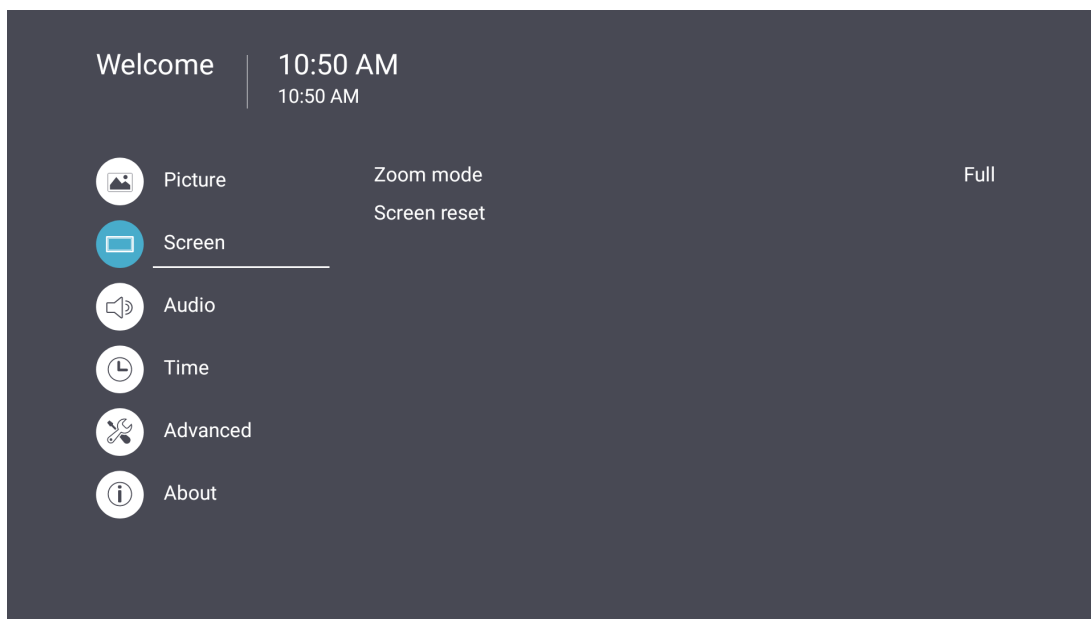 Welcome
10:50 AM
10:50 AM
Picture
Screen
Audio
Time
Advanced
About
Zoom mode Full
Screen reset